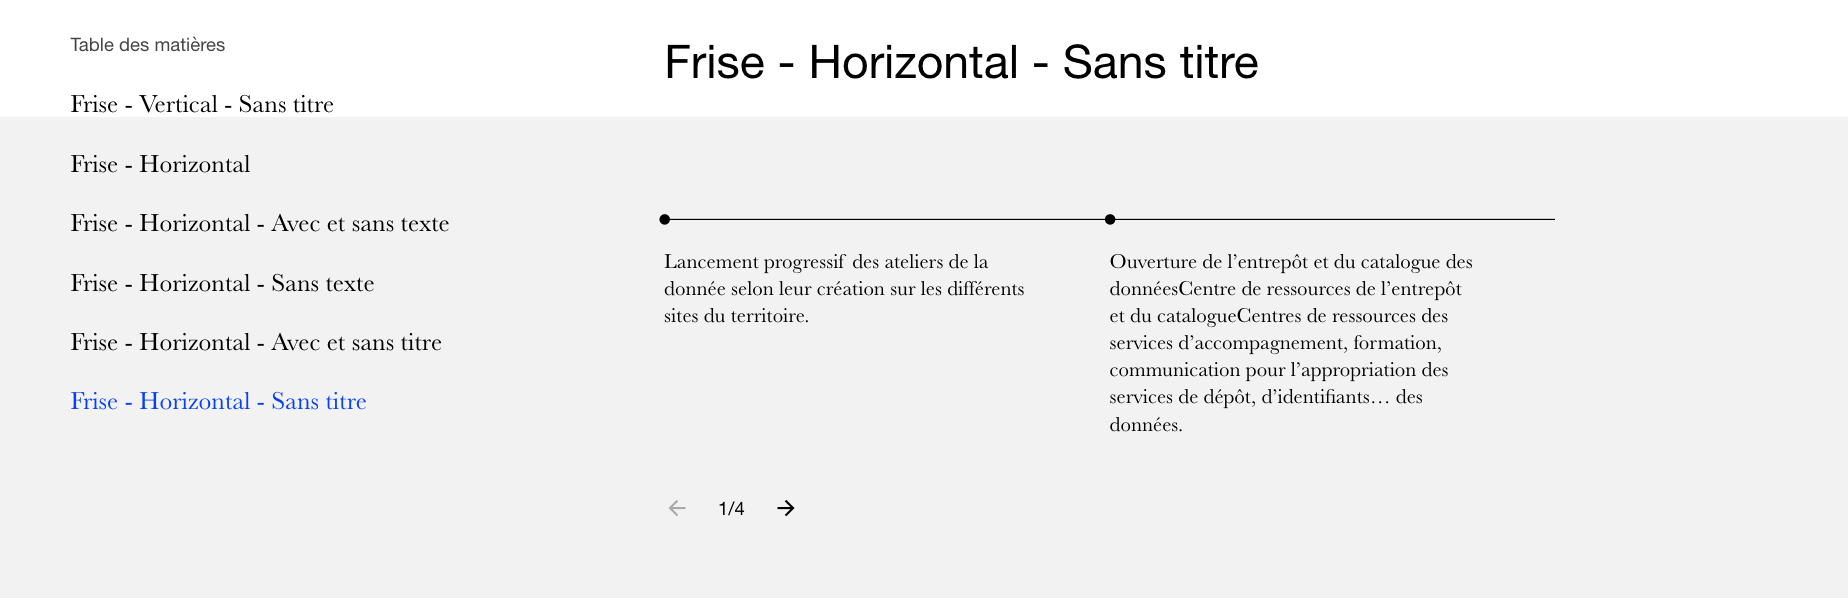 Table des matières
Frise - Vertical - Sans titre
Frise - Horizontal
Frise - Horizontal - Avec et sans texte
Frise - Horizontal - Sans texte
Frise - Horizontal - Avec et sans titre
Frise - Horizontal - Sans titre
Frise - Horizontal - Sans titre
Lancement progressif des ateliers de la
donnée selon leur création sur les différents
sites du territoire.
Ouverture de l’entrepôt et du catalogue des
donnéesCentre de ressources de l’entrepôt
et du catalogueCentres de ressources des
services d’accompagnement, formation,
communication pour l’appropriation des
services de dépôt, d’identifiants… des
données.
1/4